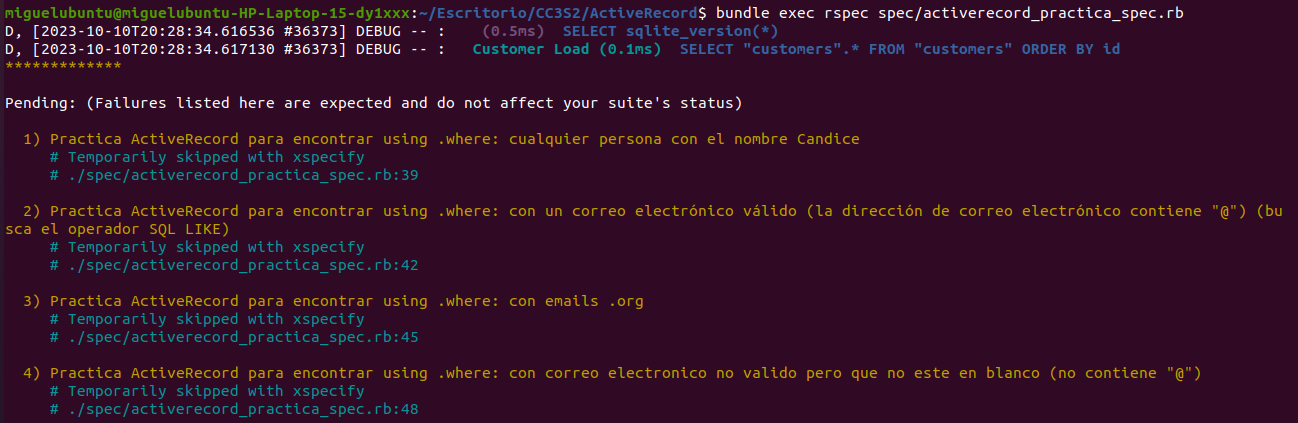 miguelubuntu@miguelubuntu-HP-Laptop-15-dy1xxx:~/Escritorio/CC3S2/ActiveRecord$ bundle exec rspec spec/activerecord_practica_spec.rb
D, [2023-10-10T20:28:34.616536 #36373] DEBUG -- :    (0.5ms)  SELECT sqlite_version(*)
D, [2023-10-10T20:28:34.617130 #36373] DEBUG -- :   Customer Load (0.1ms)  SELECT "customers".* FROM "customers" ORDER BY id
*************
Pending: (Failures listed here are expected and do not affect your suite's status)
1) Practica ActiveRecord para encontrar using .where: cualquier persona con el nombre Candice
# Temporarily skipped with xspecify
# ./spec/activerecord_practica_spec.rb:39
2) Practica ActiveRecord para encontrar using .where: con un correo electrónico válido (la dirección de correo electrónico contiene "@") (bu
sca el operador SQL LIKE)
# Temporarily skipped with xspecify
# ./spec/activerecord_practica_spec.rb:42
3) Practica ActiveRecord para encontrar using .where: con emails .org
# Temporarily skipped with xspecify
# ./spec/activerecord_practica_spec.rb:45
4) Practica ActiveRecord para encontrar using .where: con correo electronico no valido pero que no este en blanco (no contiene "@")
# Temporarily skipped with xspecify
# ./spec/activerecord_practica_spec.rb:48